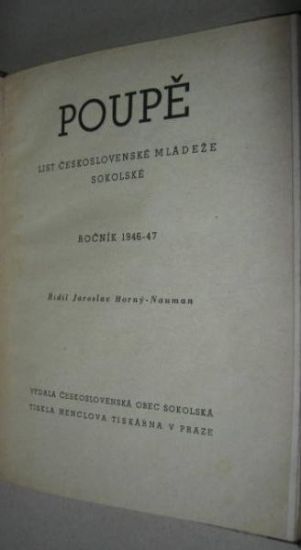 POUPĚ
LIST ČESKOSLOVENSKÉ MLÁDEŽE
SOKOLSKÉ
ROČNÍK 1946-47
Řídil Jaroslav Horný-Nauman
VYDALA ČESKOSLOVENSKÁ OBEC SOKOLSKÁ
TISKLA HENCLOVA TISKÁRNA V PRAZE